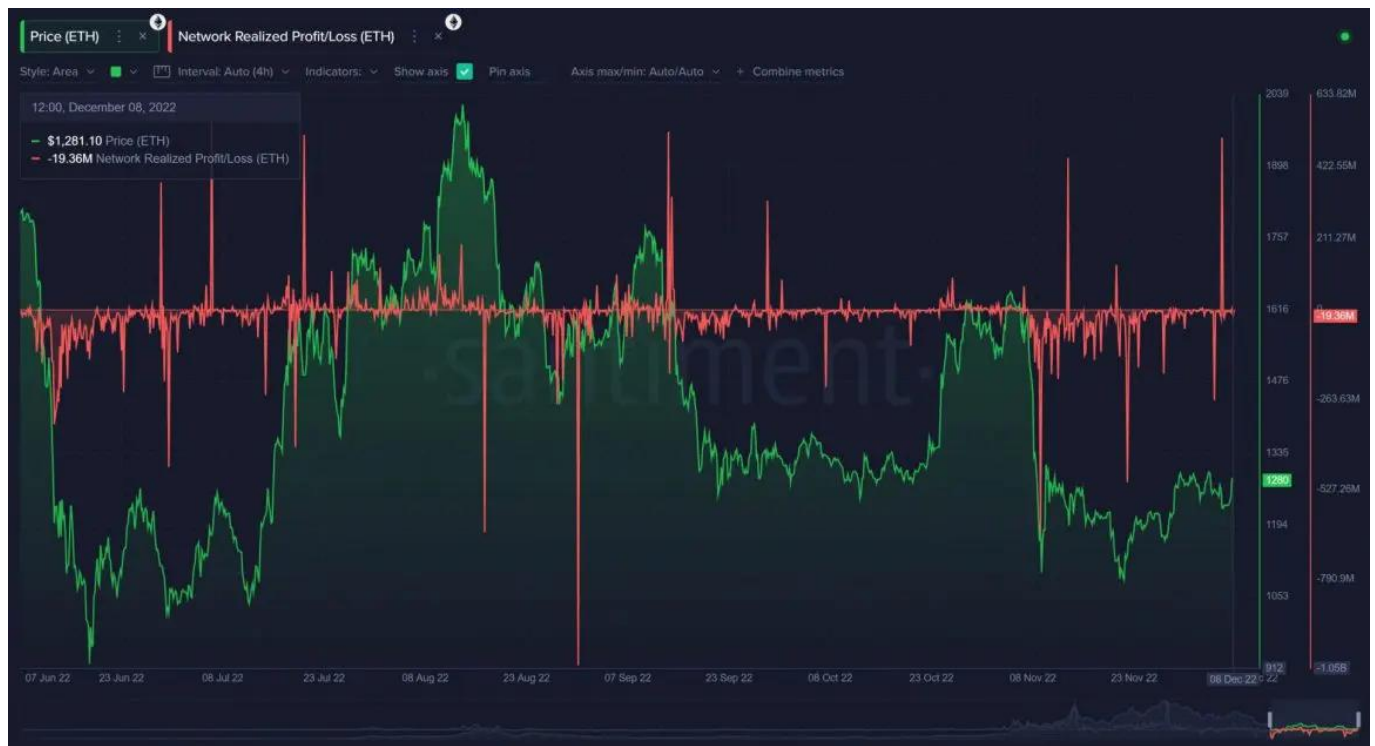 Price (ETH) Network Realized Profit/Loss (ETH)
Style: Area Interval: Auto (4h) Indicators: Show axis Pin axis Axis max/min: Auto/Auto + Combine metrics
12:00, December 08, 2022
$1,281.10 Price (ETH)
-19.36M Network Realized Profit/Loss (ETH)
2039 633.82M
1898 422.55M
1757 211.27M
1616 0
-19.36M
·santiment·
1476
-263.63M
1335
1280
-527.26M
1194
-790.9M
1053
912 -1.05B
07 Jun 22 23 Jun 22 08 Jul 22 23 Jul 22 08 Aug 22 23 Aug 22 07 Sep 22 23 Sep 22 08 Oct 22 23 Oct 22 08 Nov 22 23 Nov 22 08 Dec 22